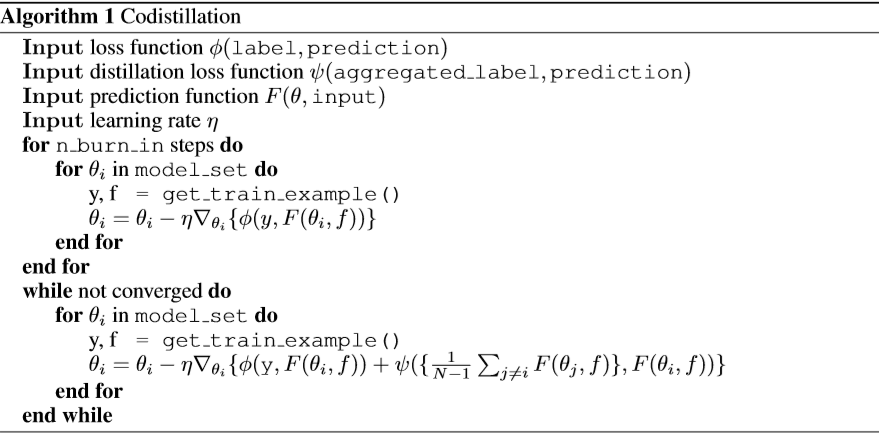 Algorithm 1 Codistillation
Input loss function ϕ(label,prediction)
Input distillation loss function ψ(aggregated_label,prediction)
Input prediction function F(θ,input)
Input learning rate η
for n_burn_in steps do
for θ_i in model_set do
y, f = get_train_example()
θ_i = θ_i − η∇_{θ_i}{ϕ(y, F(θ_i, f))}
end for
end for
while not converged do
for θ_i in model_set do
y, f = get_train_example()
θ_i = θ_i − η∇_{θ_i}{ϕ(y, F(θ_i, f)) + ψ({\frac{1}{N−1} ∑_{j≠i} F(θ_j, f)}, F(θ_i, f))}
end for
end while